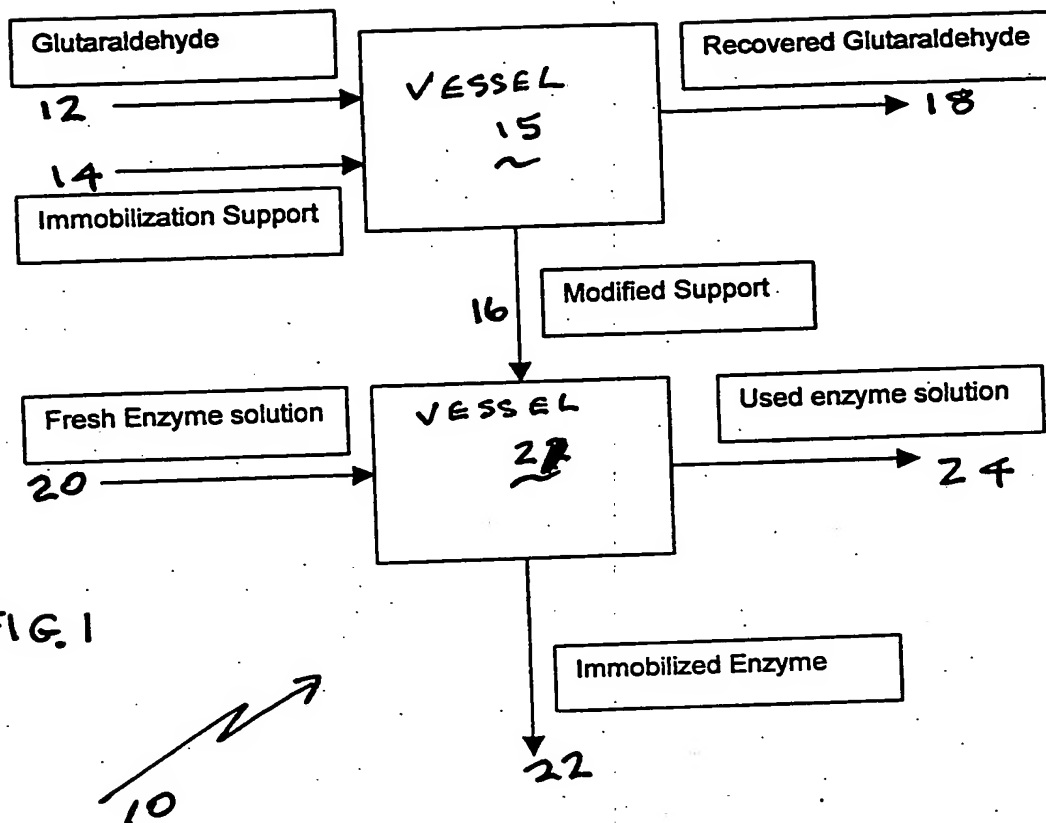 Glutaraldehyde
Recovered Glutaraldehyde
12
VESSEL
15
18
14
Immobilization Support
16
Modified Support
Fresh Enzyme solution
VESSEL
Used enzyme solution
20
24
FIG. 1
Immobilized Enzyme
22
10